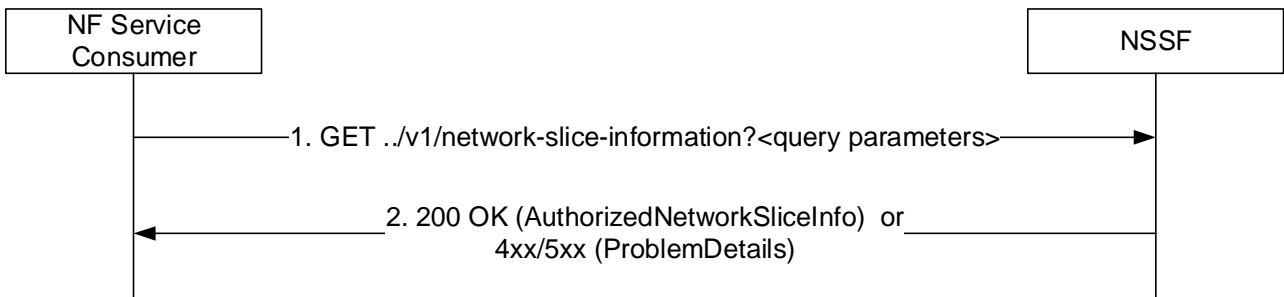 NF Service
Consumer
NSSF
1. GET ../v1/network-slice-information?<query parameters>
2. 200 OK (AuthorizedNetworkSliceInfo)  or
4xx/5xx (ProblemDetails)